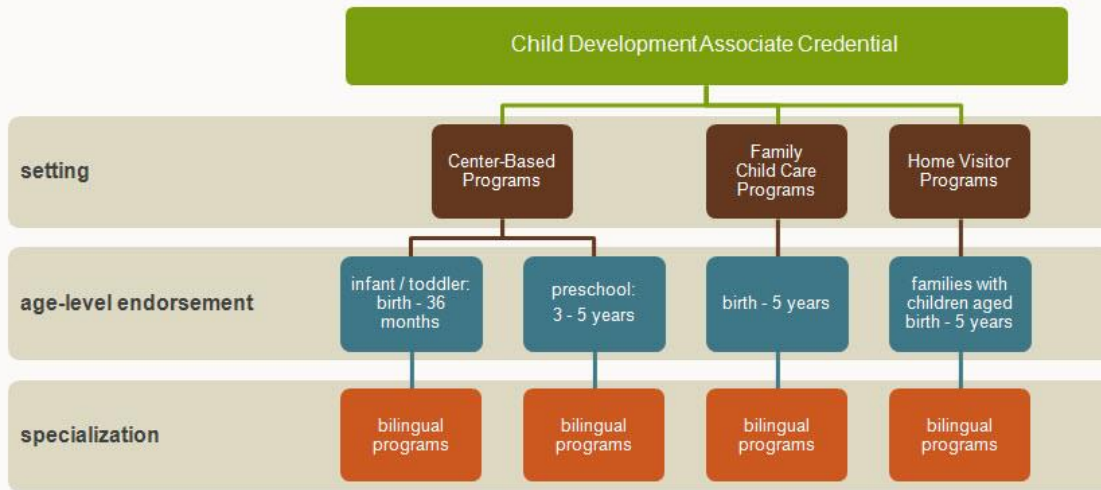 Child Development Associate Credential
setting
Center-Based
Programs
Family
Child Care
Programs
Home Visitor
Programs
age-level endorsement
infant / toddler:
birth - 36
months
preschool:
3 - 5 years
birth - 5 years
families with
children aged
birth - 5 years
specialization
bilingual
programs
bilingual
programs
bilingual
programs
bilingual
programs